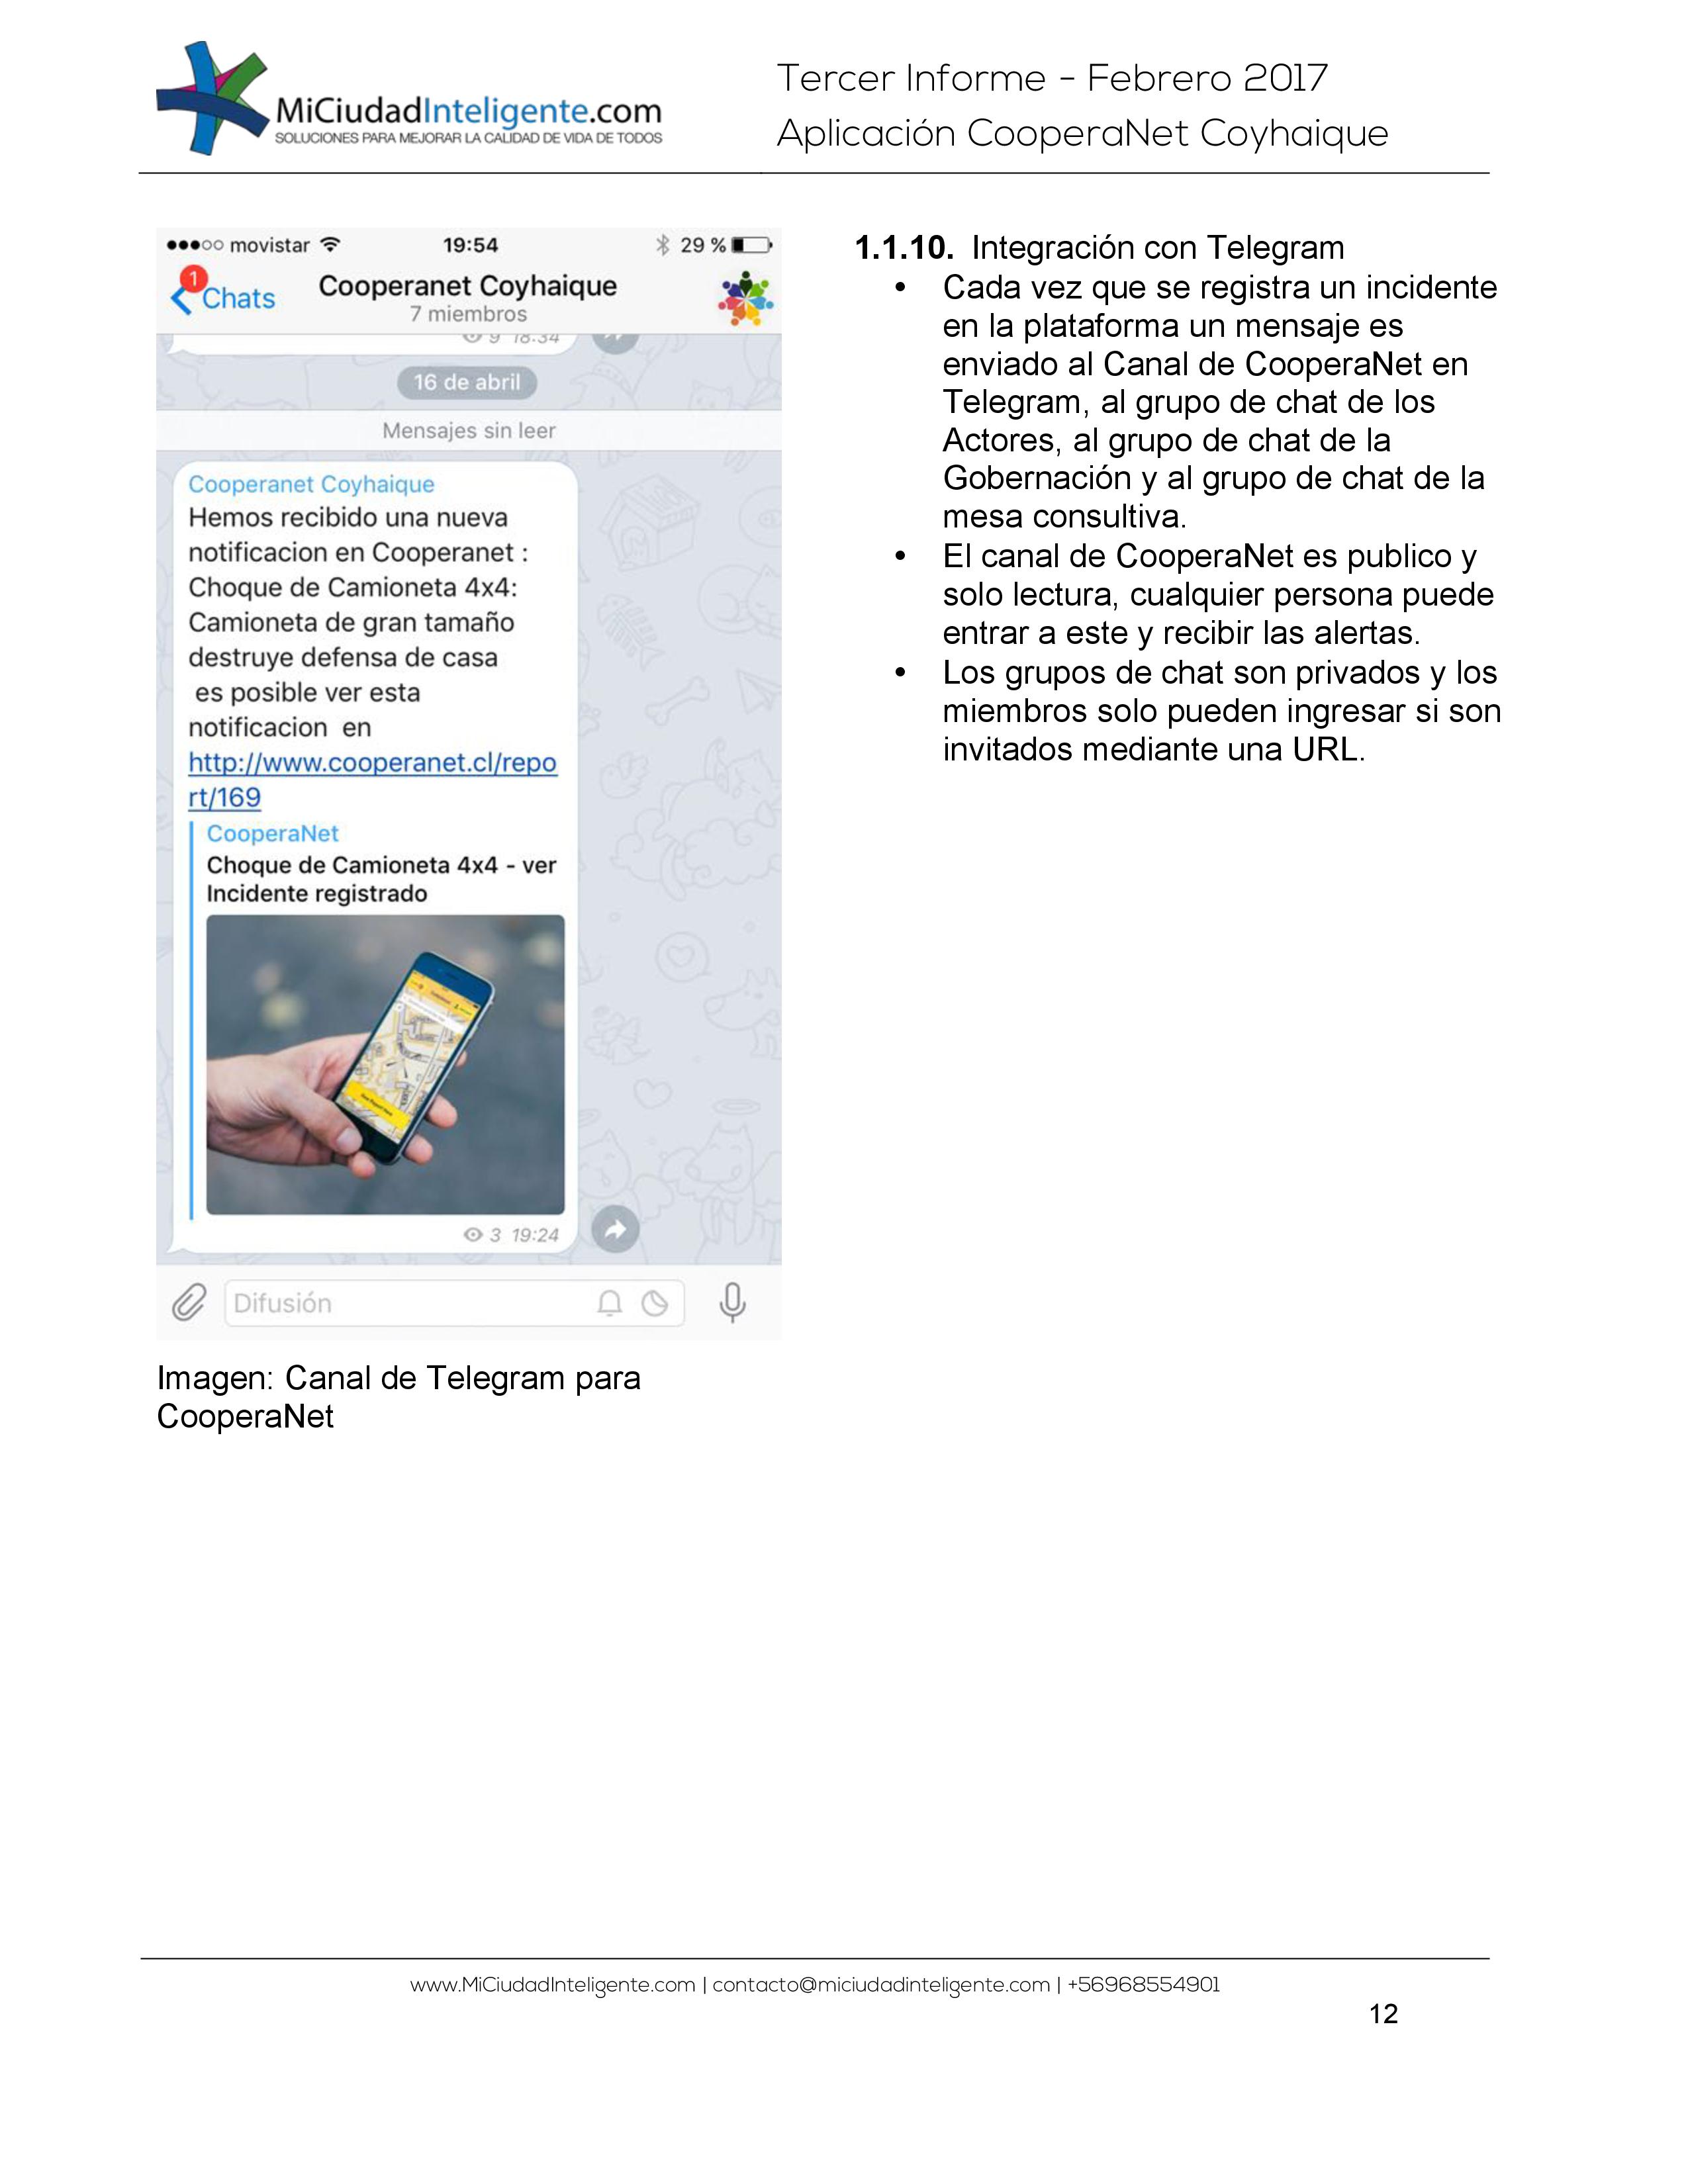 MiCiudadInteligente.com
SOLUCIONES PARA MEJORAR LA CALIDAD DE VIDA DE TODOS
Tercer Informe - Febrero 2017
Aplicación CooperaNet Coyhaique
movistar 19:54 29 %
1
Chats
Cooperanet Coyhaique
7 miembros
9 18:34
16 de abril
Mensajes sin leer
Cooperanet Coyhaique
Hemos recibido una nueva
notificacion en Cooperanet :
Choque de Camioneta 4x4:
Camioneta de gran tamaño
destruye defensa de casa
es posible ver esta
notificacion en
http://www.cooperanet.cl/repo
rt/169
CooperaNet
Choque de Camioneta 4x4 - ver
Incidente registrado
3 19:24
Difusión
Imagen: Canal de Telegram para
CooperaNet
1.1.10. Integración con Telegram
• Cada vez que se registra un incidente
en la plataforma un mensaje es
enviado al Canal de CooperaNet en
Telegram, al grupo de chat de los
Actores, al grupo de chat de la
Gobernación y al grupo de chat de la
mesa consultiva.
• El canal de CooperaNet es publico y
solo lectura, cualquier persona puede
entrar a este y recibir las alertas.
• Los grupos de chat son privados y los
miembros solo pueden ingresar si son
invitados mediante una URL.
www.MiCiudadInteligente.com | contacto@miciudadinteligente.com | +56968554901
12